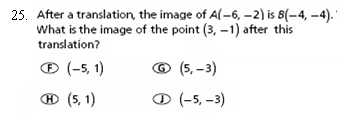 25. After a translation, the image of A(−6, −2) is B(−4, −4).
What is the image of the point (3, −1) after this
translation?
Ⓕ (−5, 1) Ⓖ (5, −3)
Ⓗ (5, 1) Ⓙ (−5, −3)